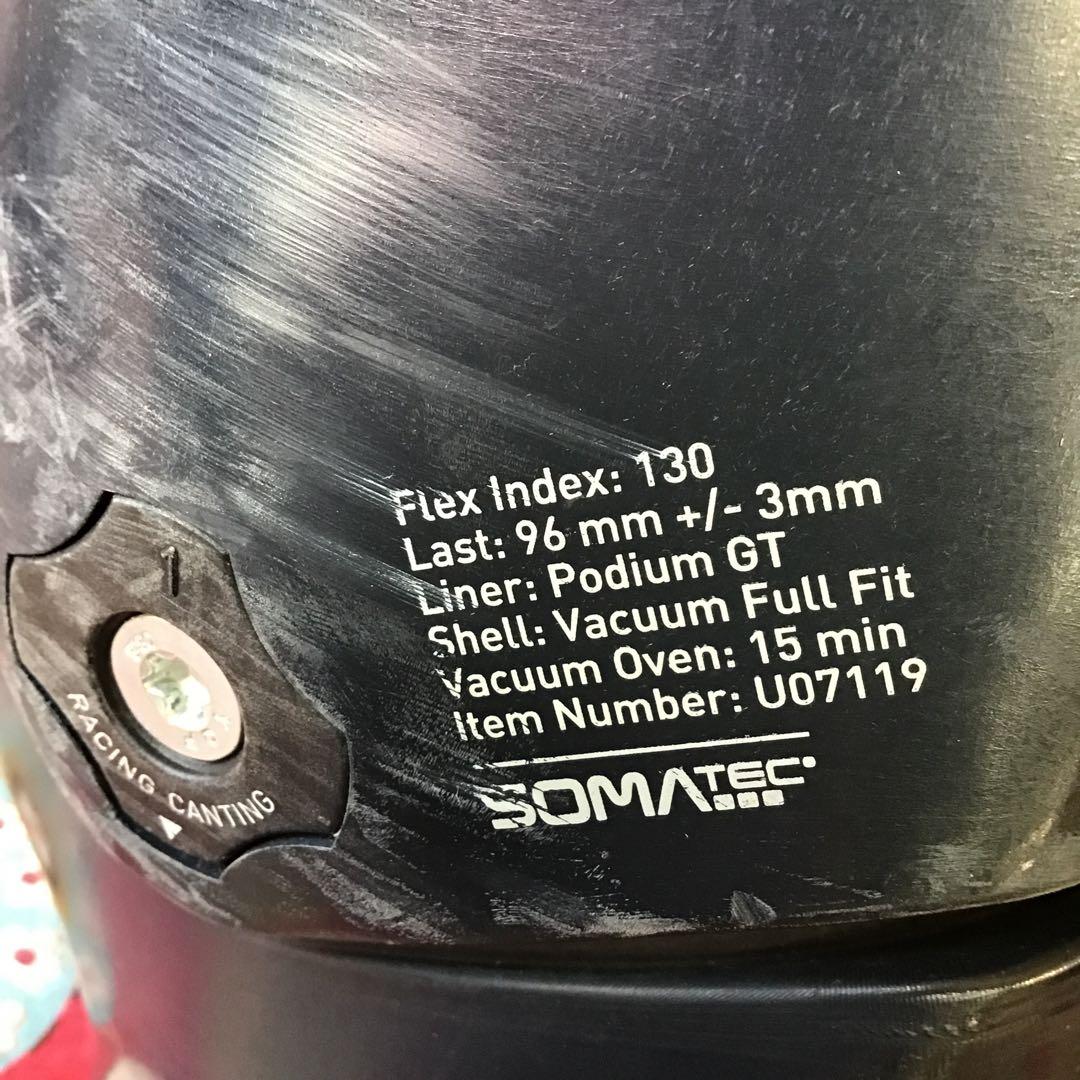 Flex Index: 130
Last: 96 mm +/- 3mm
Liner: Podium GT
Shell: Vacuum Full Fit
Vacuum Oven: 15 min
Item Number: U07119
SOMATEC
1
RACING CANTING